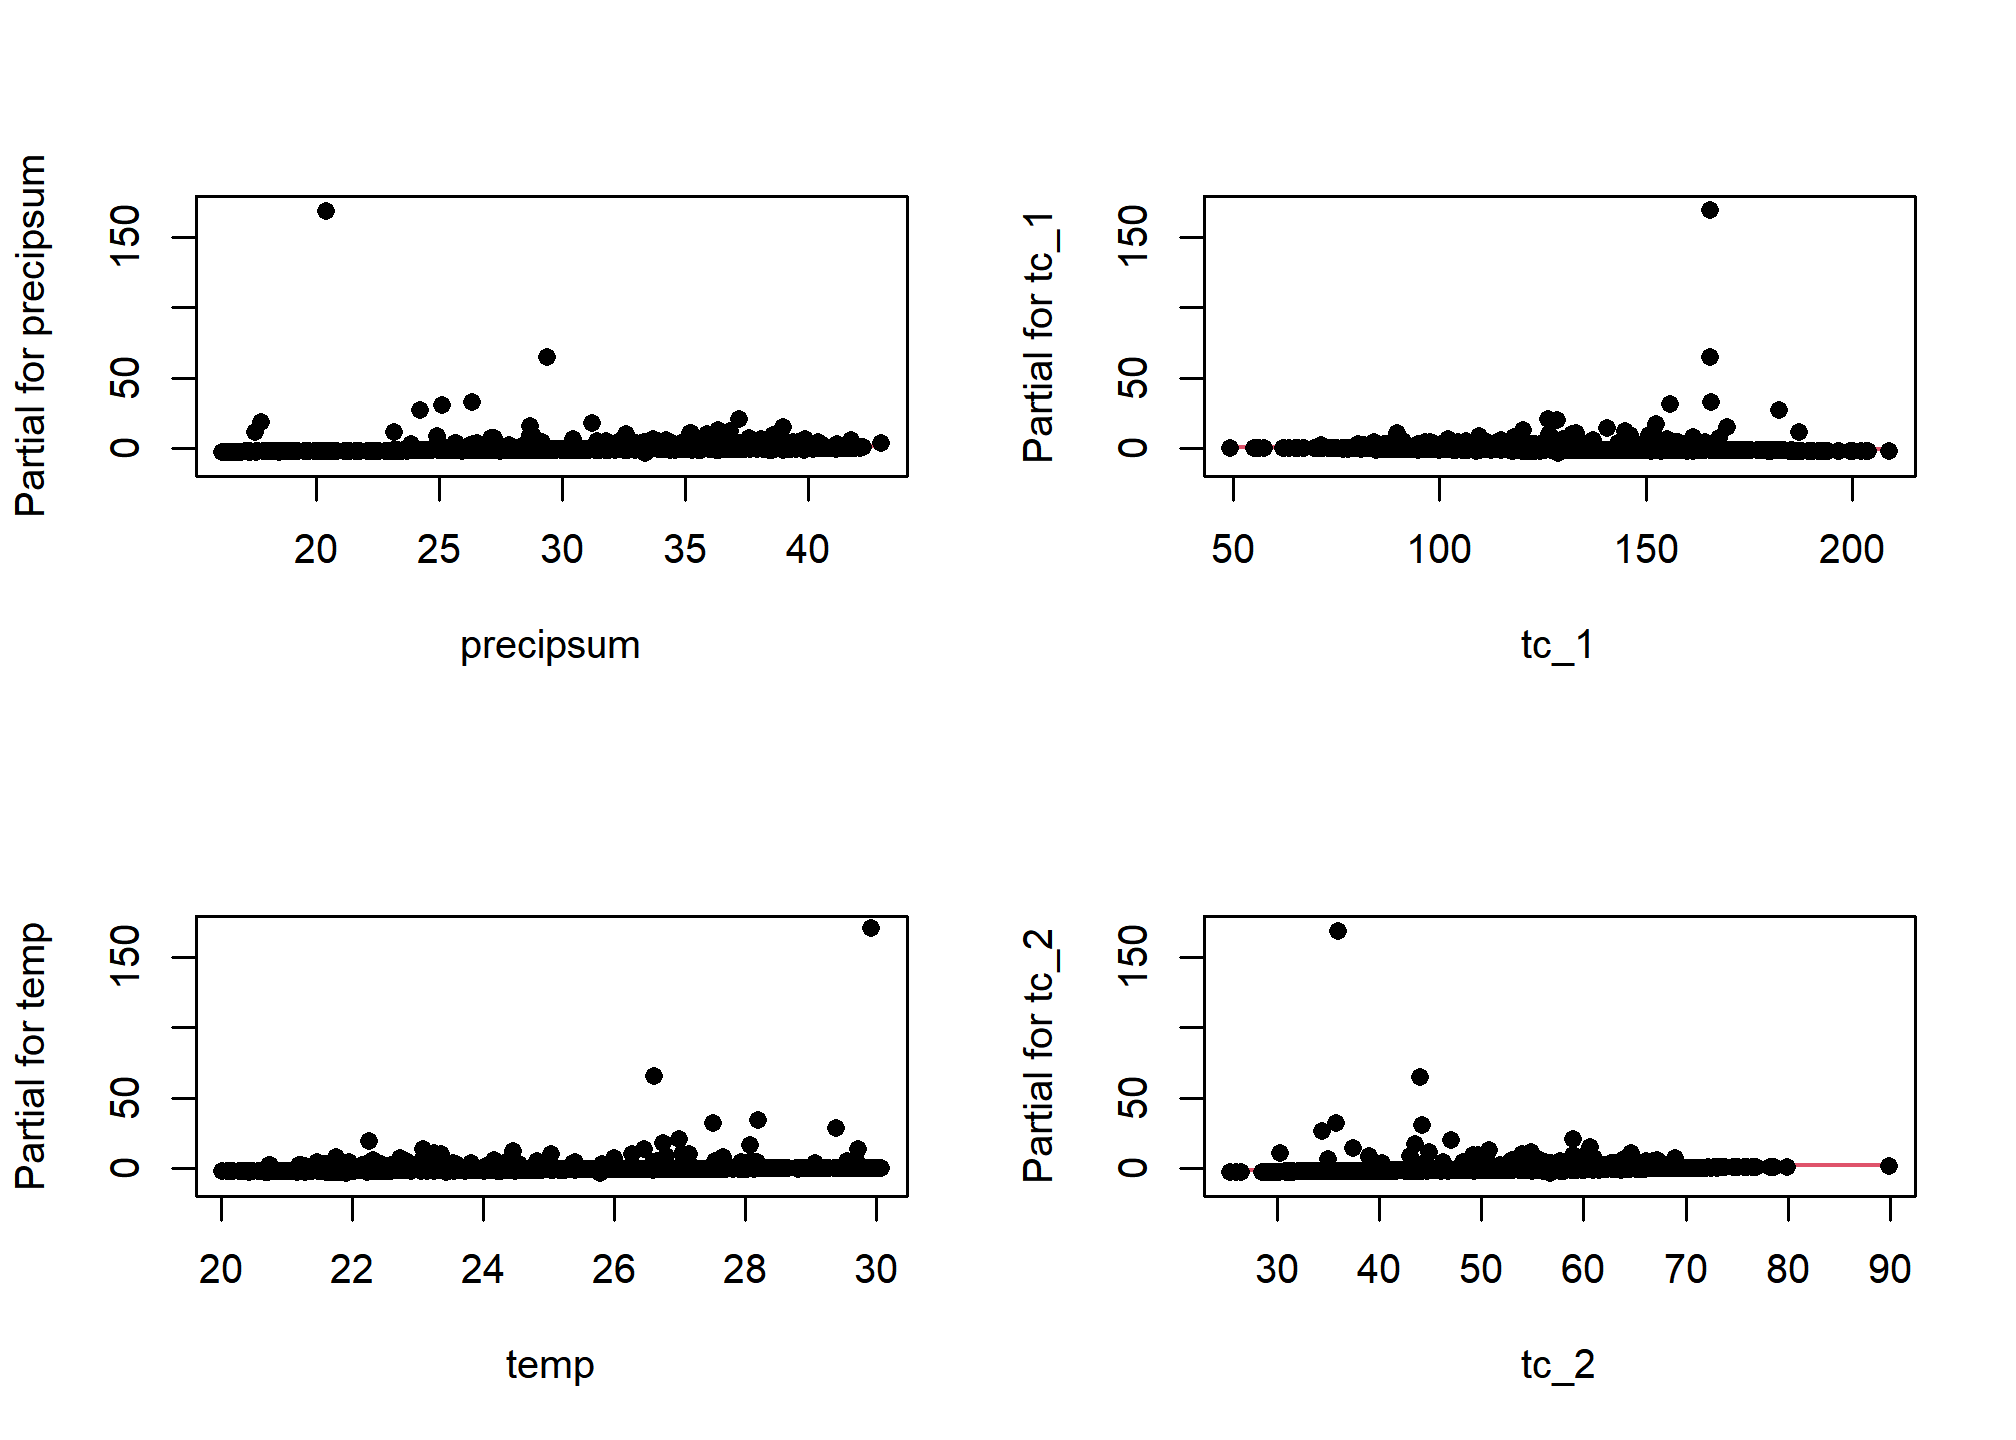 Partial for precipsum
0 50 150
20 25 30 35 40
precipsum
Partial for tc_1
0 50 150
50 100 150 200
tc_1
Partial for temp
0 50 150
20 22 24 26 28 30
temp
Partial for tc_2
0 50 150
30 40 50 60 70 80 90
tc_2